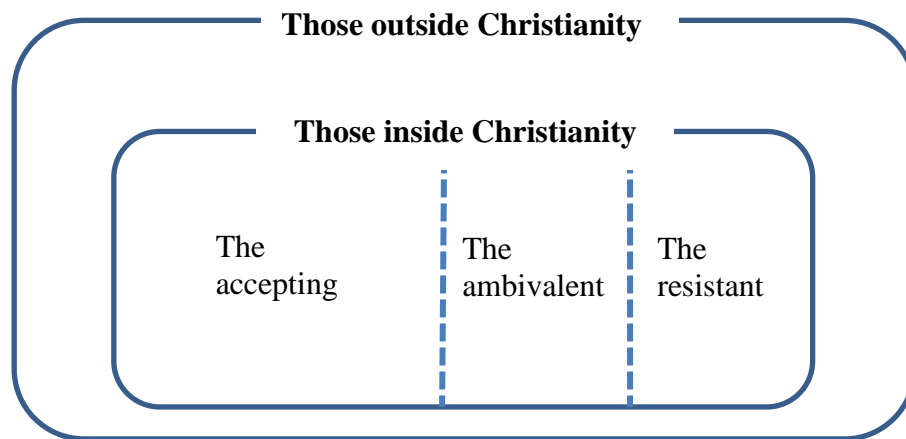 Those outside Christianity
Those inside Christianity
The
accepting
The
ambivalent
The
resistant